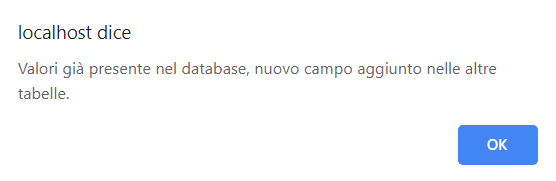 localhost dice
Valori già presente nel database, nuovo campo aggiunto nelle altre
tabelle.
OK